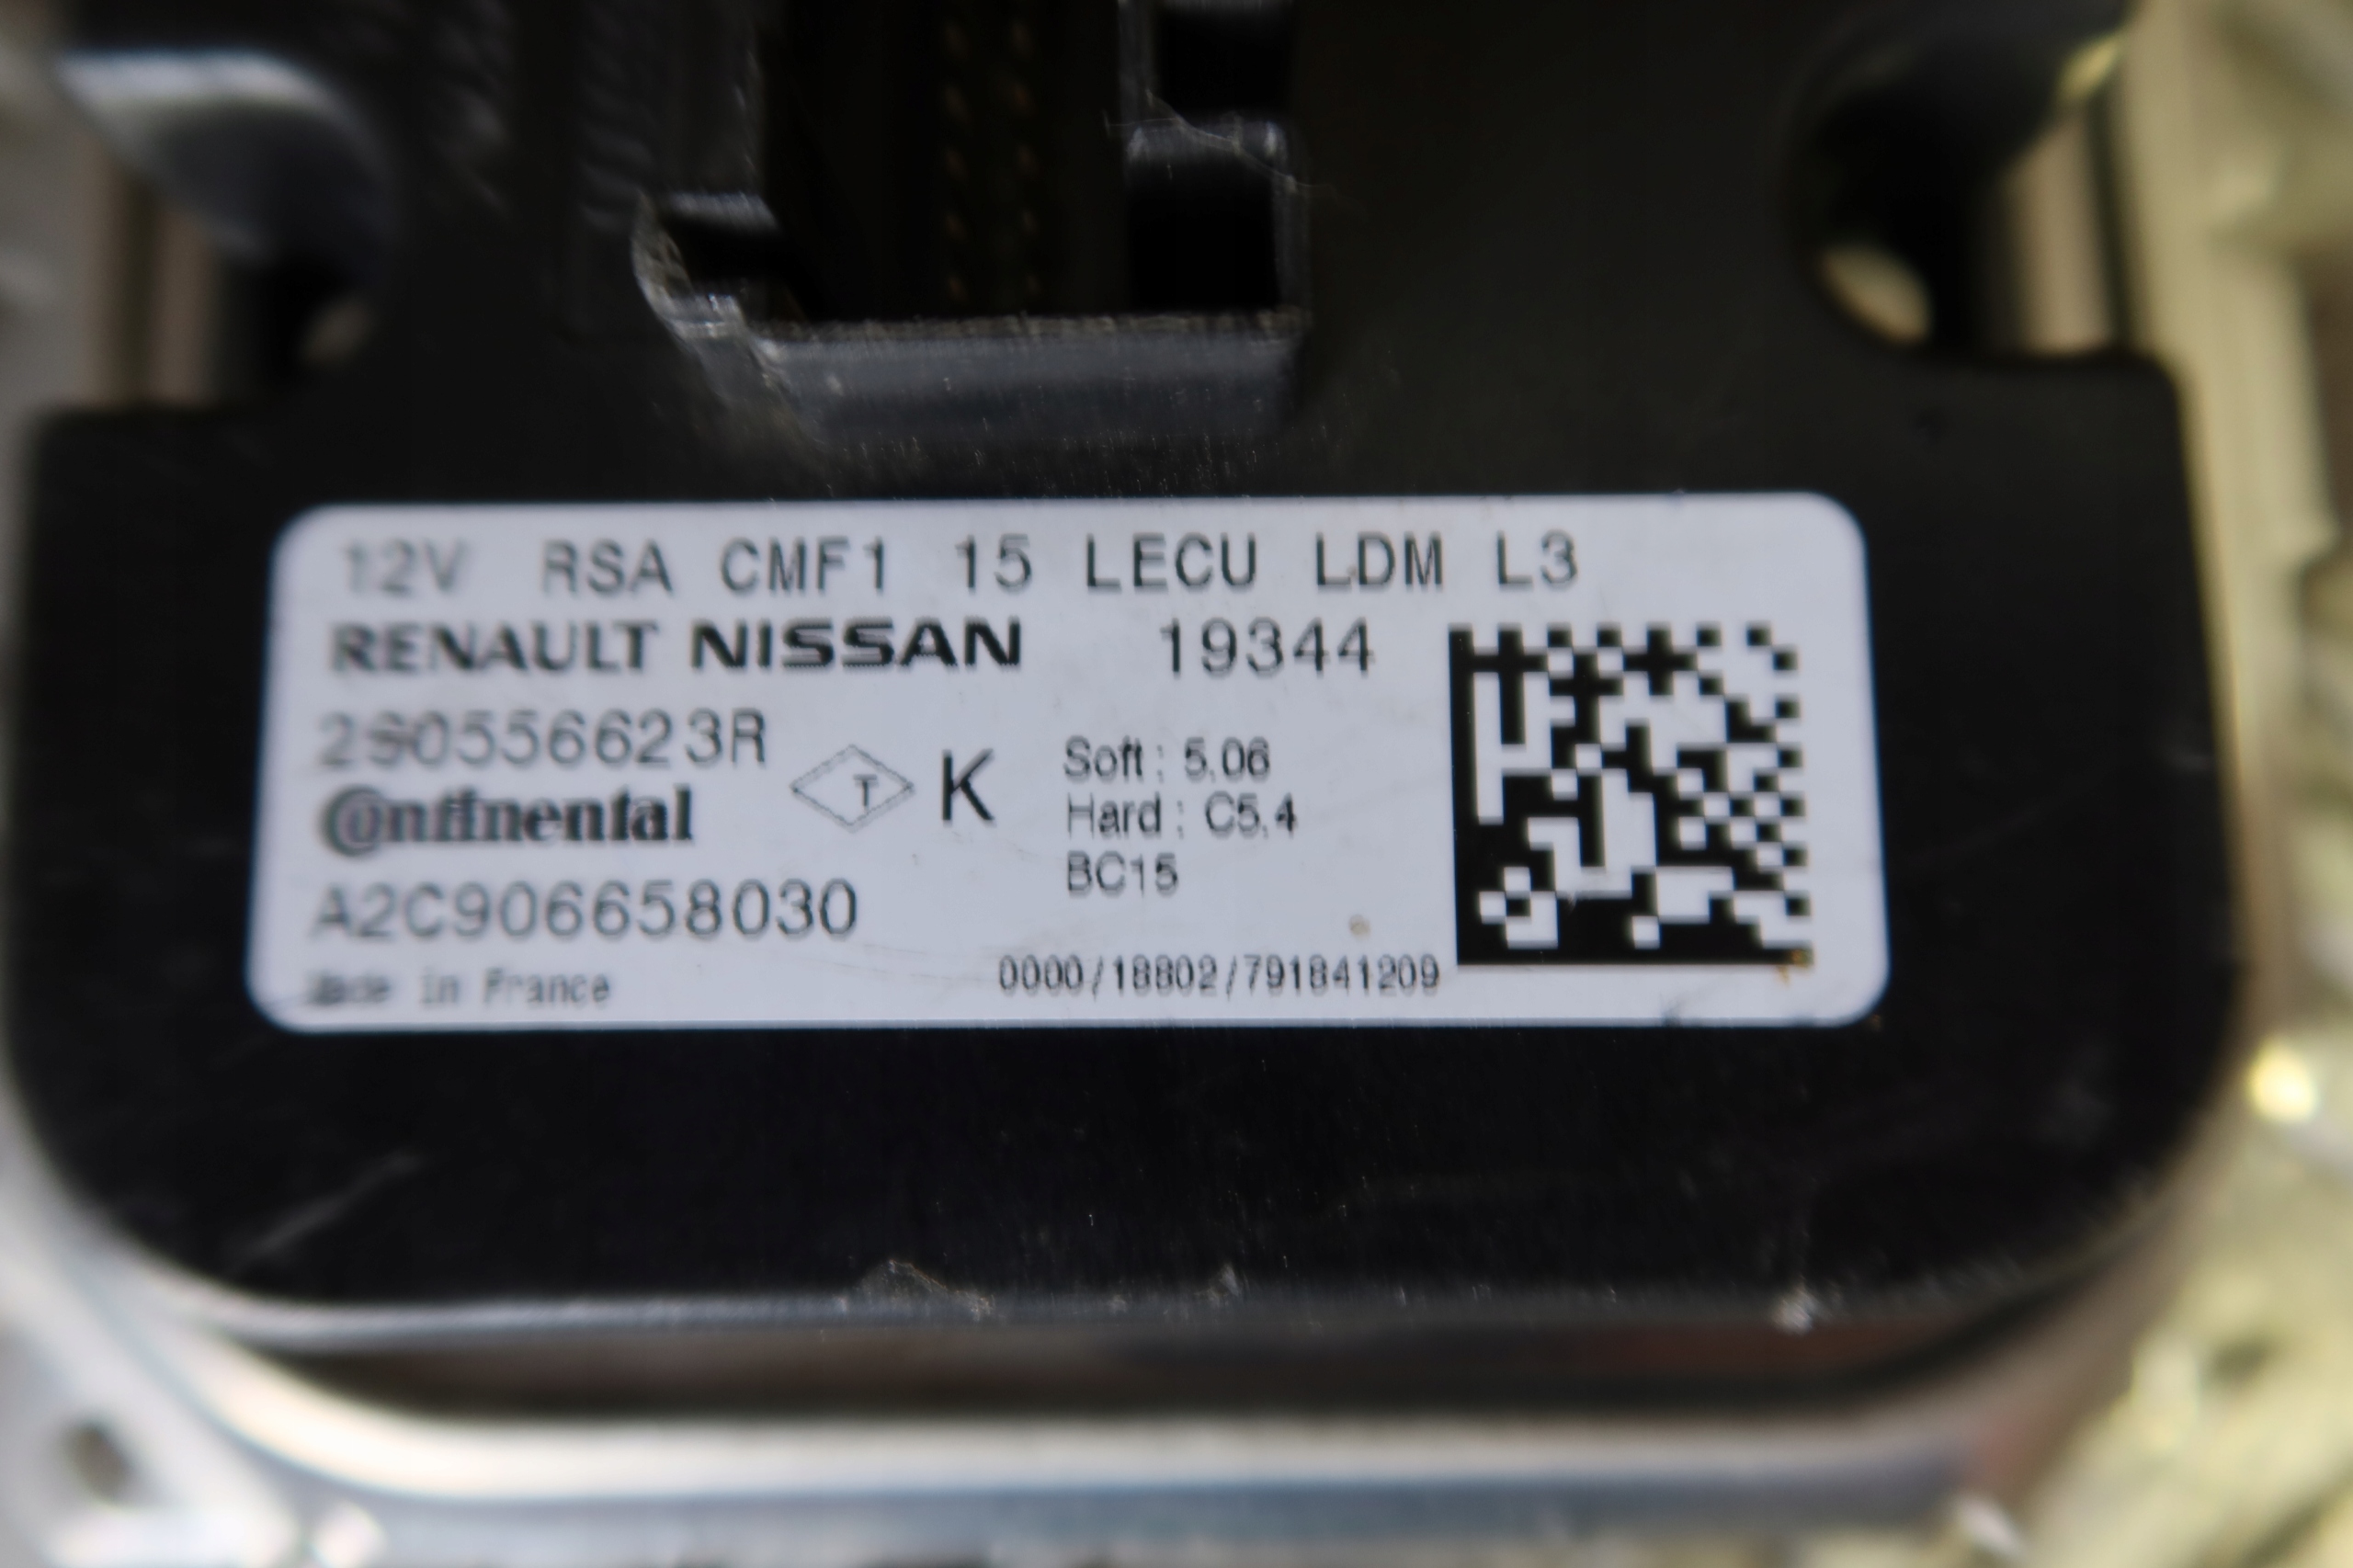 12V RSA CMF1 15 LECU LDM L3
RENAULT NISSAN 19344
290556623R
Continental
T K
Soft : 5.06
Hard : C5.4
BC15
A2C906658030
Made in France
0000/18802/791841209